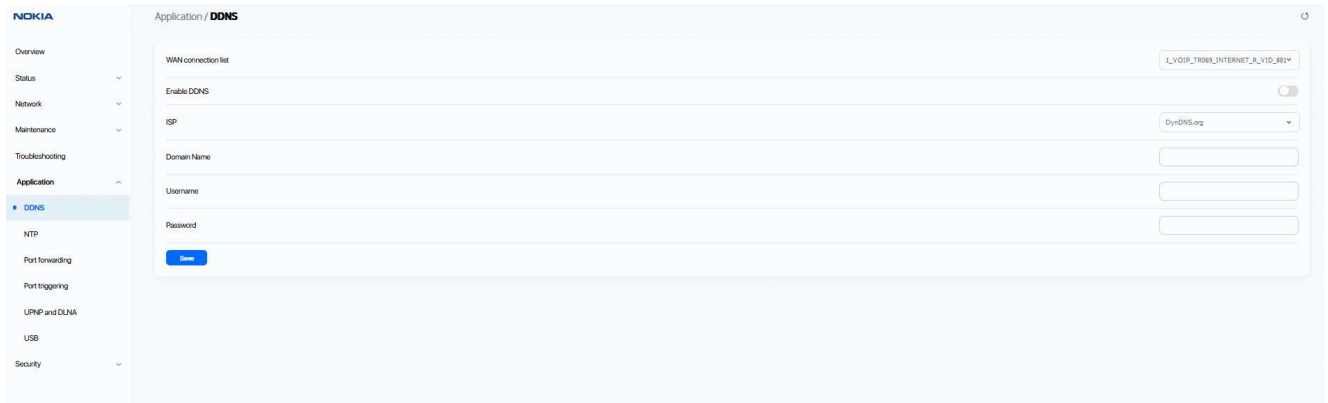 NOKIA
Application / DDNS
Overview
Status
Network
Maintenance
Troubleshooting
Application
DDNS
NTP
Port forwarding
Port triggering
UPNP and DLNA
USB
Security
WAN connection list
1_VOIP_TR069_INTERNET_R_VID_881
Enable DDNS
ISP
DynDNS.org
Domain Name
Username
Password
Save